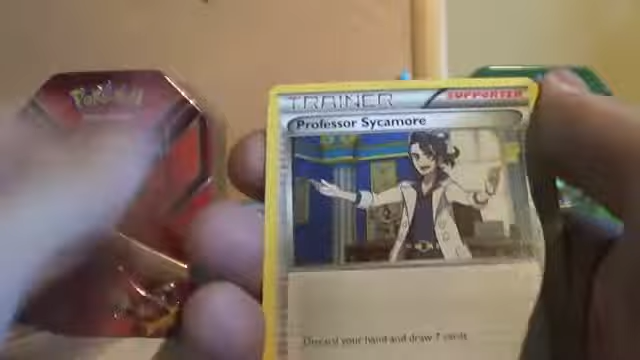 Pokémon
TRAINER
SUPPORTER
Professor Sycamore
Discard your hand and draw 7 cards.